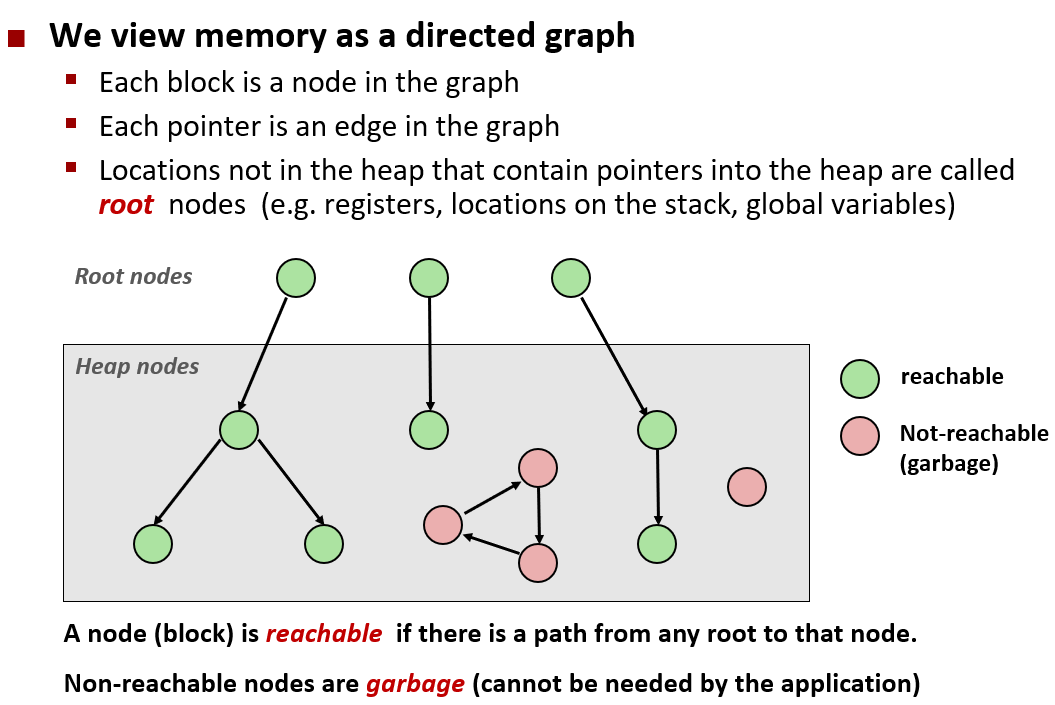 We view memory as a directed graph
Each block is a node in the graph
Each pointer is an edge in the graph
Locations not in the heap that contain pointers into the heap are called
root nodes (e.g. registers, locations on the stack, global variables)
Root nodes
Heap nodes
reachable
Not-reachable
(garbage)
A node (block) is reachable if there is a path from any root to that node.
Non-reachable nodes are garbage (cannot be needed by the application)